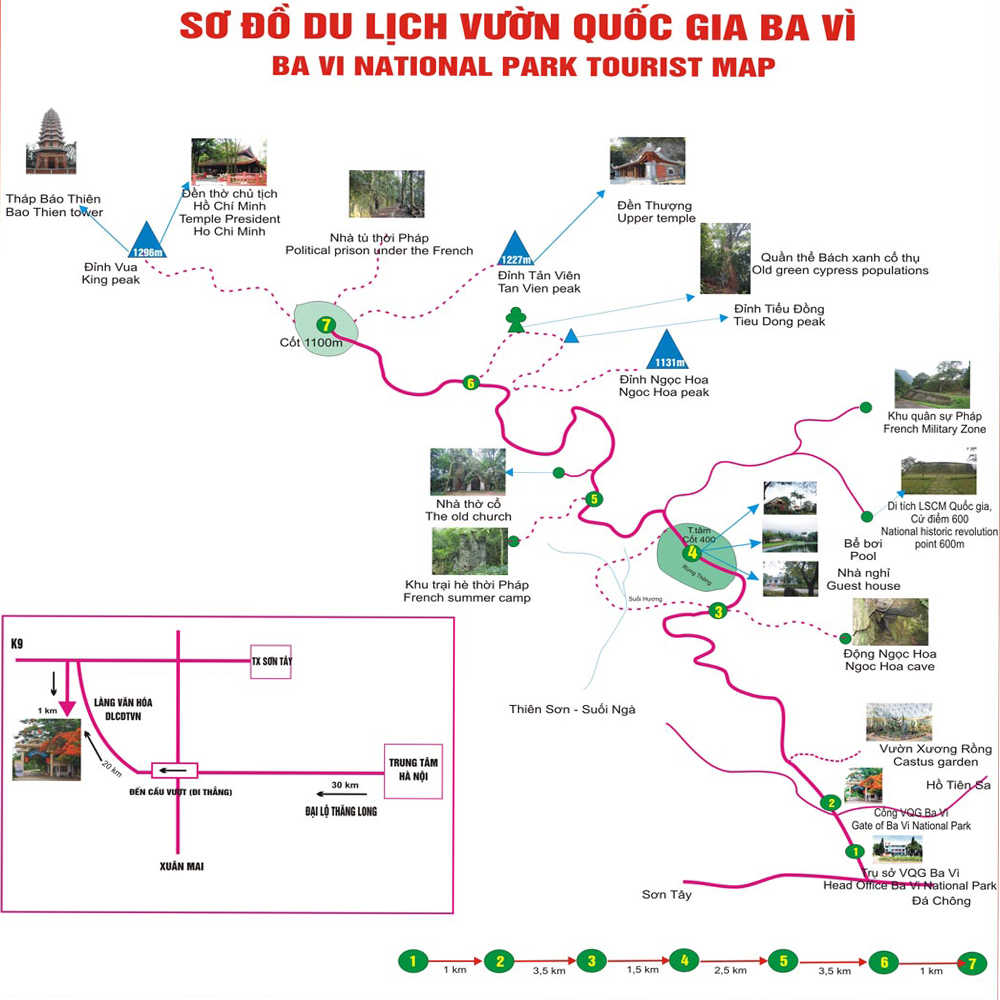 SƠ ĐỒ DU LỊCH VƯỜN QUỐC GIA BA VÌ
BA VI NATIONAL PARK TOURIST MAP
Tháp Báo Thiên
Bao Thien tower
Đền thờ chủ tịch
Hồ Chí Minh
Temple President
Ho Chi Minh
1296m
Đỉnh Vua
King peak
Nhà tù thời Pháp
Political prison under the French
Đền Thượng
Upper temple
1227m
Đỉnh Tản Viên
Tan Vien peak
Quần thể Bách xanh cổ thụ
Old green cypress populations
Đỉnh Tiểu Đồng
Tieu Dong peak
7
Cốt 1100m
6
1131m
Đỉnh Ngọc Hoa
Ngoc Hoa peak
Khu quân sự Pháp
French Military Zone
Nhà thờ cổ
The old church
5
Di tích LSCM Quốc gia,
Cứ điểm 600
National historic revolution
point 600m
T.tâm
Cốt 400
4
Rừng Thông
Bể bơi
Pool
Nhà nghỉ
Guest house
Khu trại hè thời Pháp
French summer camp
Suối Hương
3
Động Ngọc Hoa
Ngoc Hoa cave
Thiên Sơn - Suối Ngà
Vườn Xương Rồng
Castus garden
Hồ Tiên Sa
2
Cổng VQG Ba Vì
Gate of Ba Vi National Park
1
Trụ sở VQG Ba Vì
Head Office Ba Vi National Park
Sơn Tây
Đá Chông
K9
TX SƠN TÂY
1 km
LÀNG VĂN HÓA
DLCDTVN
20 km
TRUNG TÂM
HÀ NỘI
30 km
ĐẾN CẦU VƯỢT (ĐI THẲNG)
ĐẠI LỘ THĂNG LONG
XUÂN MAI
1 2 3 4 5 6 7
1 km 3,5 km 1,5 km 2,5 km 3,5 km 1 km